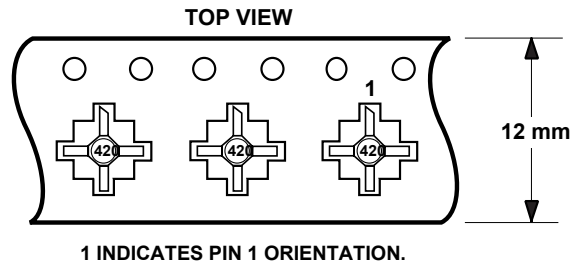 TOP VIEW
1
420 420 420
12 mm
1 INDICATES PIN 1 ORIENTATION.